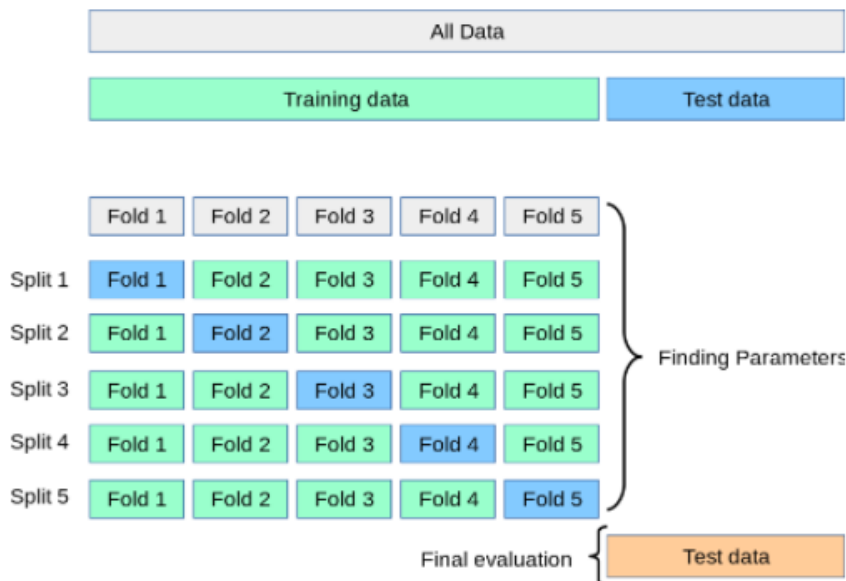 All Data
Training data Test data
Fold 1 Fold 2 Fold 3 Fold 4 Fold 5
Split 1 Fold 1 Fold 2 Fold 3 Fold 4 Fold 5
Split 2 Fold 1 Fold 2 Fold 3 Fold 4 Fold 5
Finding Parameters
Split 3 Fold 1 Fold 2 Fold 3 Fold 4 Fold 5
Split 4 Fold 1 Fold 2 Fold 3 Fold 4 Fold 5
Split 5 Fold 1 Fold 2 Fold 3 Fold 4 Fold 5
Final evaluation Test data